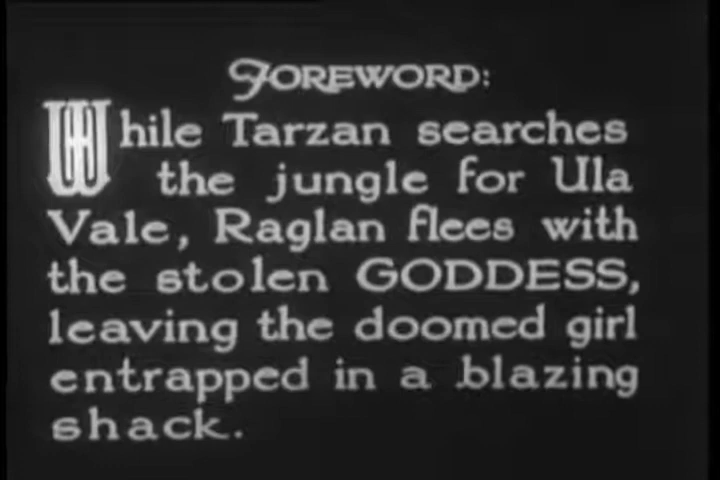 FOREWORD:
While Tarzan searches
the jungle for Ula
Vale, Raglan flees with
the stolen GODDESS,
leaving the doomed girl
entrapped in a blazing
shack.